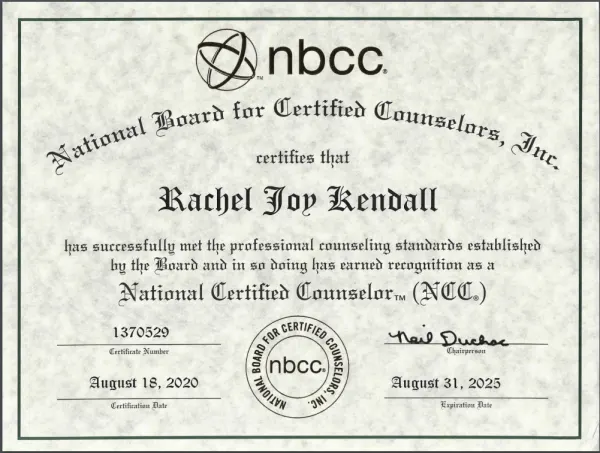 nbcc®
National Board for Certified Counselors, Inc.
certifies that
Rachel Joy Kendall
has successfully met the professional counseling standards established
by the Board and in so doing has earned recognition as a
National Certified Counselor™ (NCC®)
1370529
Certificate Number
August 18, 2020
Certification Date
NATIONAL BOARD FOR CERTIFIED COUNSELORS, INC.
nbcc®
Neil Duchac
Chairperson
August 31, 2025
Expiration Date